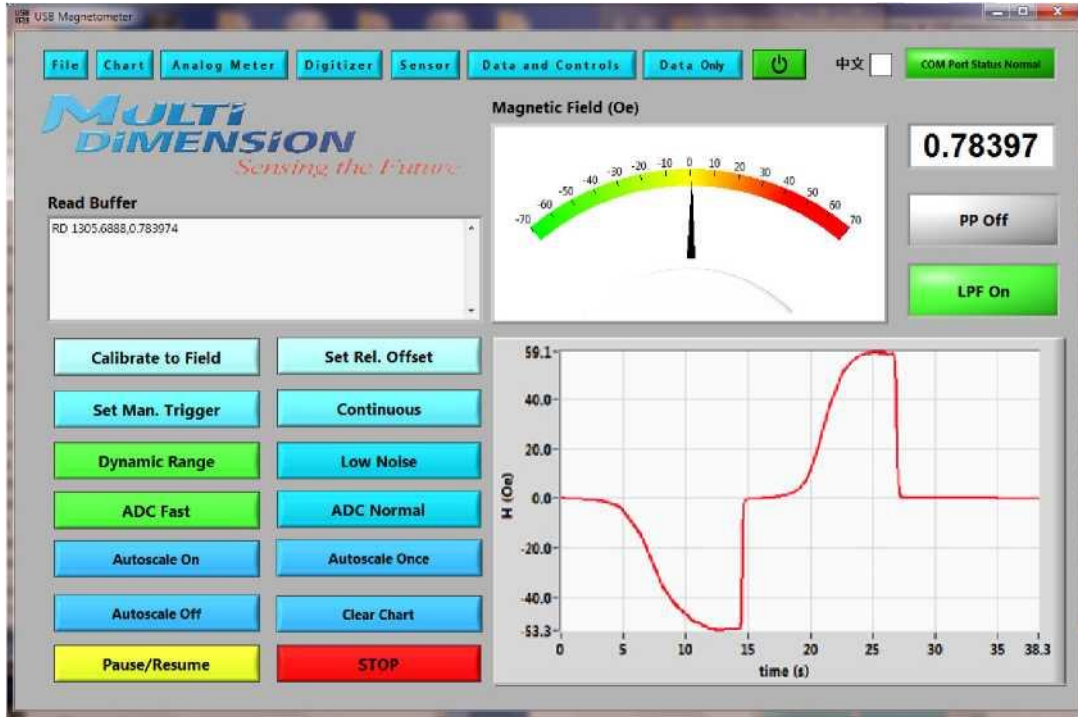 USB Magnetometer
File Chart Analog Meter Digitizer Sensor Data and Controls Data Only 中文 COM Port Status Normal
MULTI
DIMENSION
Sensing the Future
Magnetic Field (Oe)
-70 -60 -50 -40 -30 -20 -10 0 10 20 30 40 50 60 70
0.78397
PP Off
LPF On
Read Buffer
RD 1305.6888,0.783974
Calibrate to Field Set Rel. Offset
Set Man. Trigger Continuous
Dynamic Range Low Noise
ADC Fast ADC Normal
Autoscale On Autoscale Once
Autoscale Off Clear Chart
Pause/Resume STOP
59.1
40.0
20.0
0.0
-20.0
-40.0
-53.3
H (Oe)
0 5 10 15 20 25 30 35 38.3
time (s)